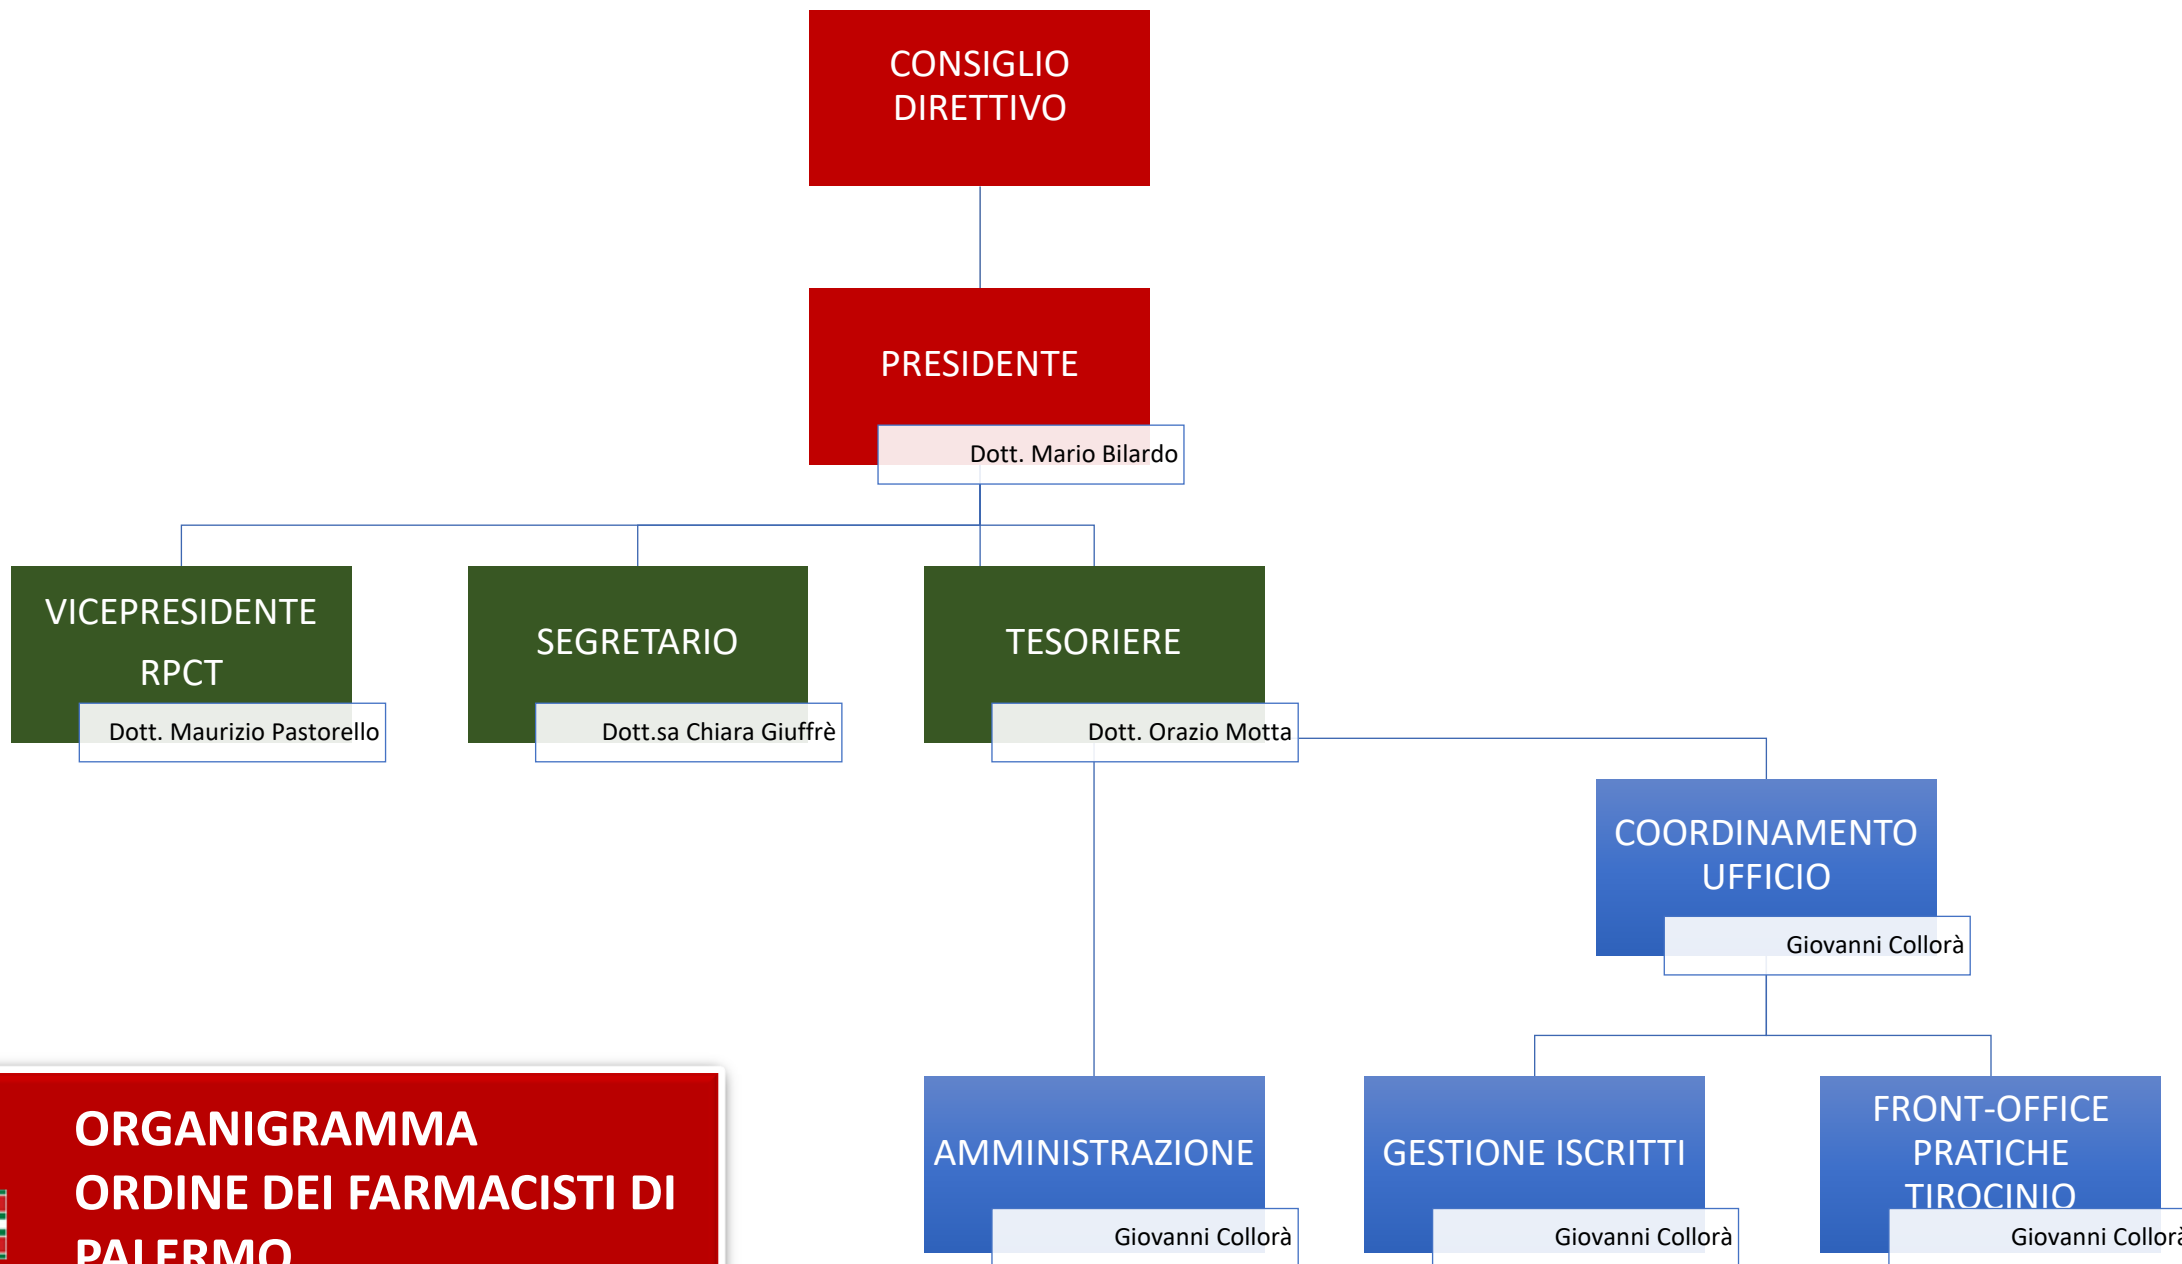 CONSIGLIO
DIRETTIVO
PRESIDENTE
Dott. Mario Bilardo
VICEPRESIDENTE
RPCT
Dott. Maurizio Pastorello
SEGRETARIO
Dott.sa Chiara Giuffrè
TESORIERE
Dott. Orazio Motta
COORDINAMENTO
UFFICIO
Giovanni Collorà
AMMINISTRAZIONE
Giovanni Collorà
GESTIONE ISCRITTI
Giovanni Collorà
FRONT-OFFICE
PRATICHE
TIROCINIO
Giovanni Collorà
ORGANIGRAMMA
ORDINE DEI FARMACISTI DI
PALERMO